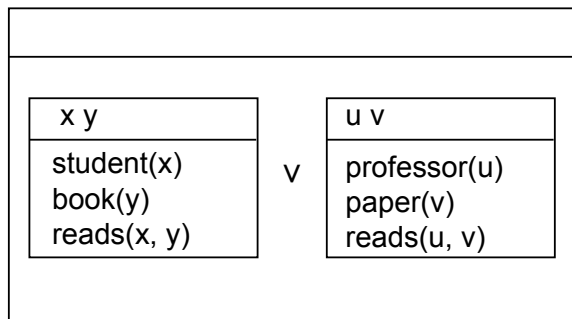 x y
student(x)
book(y)
reads(x, y)
∨
u v
professor(u)
paper(v)
reads(u, v)